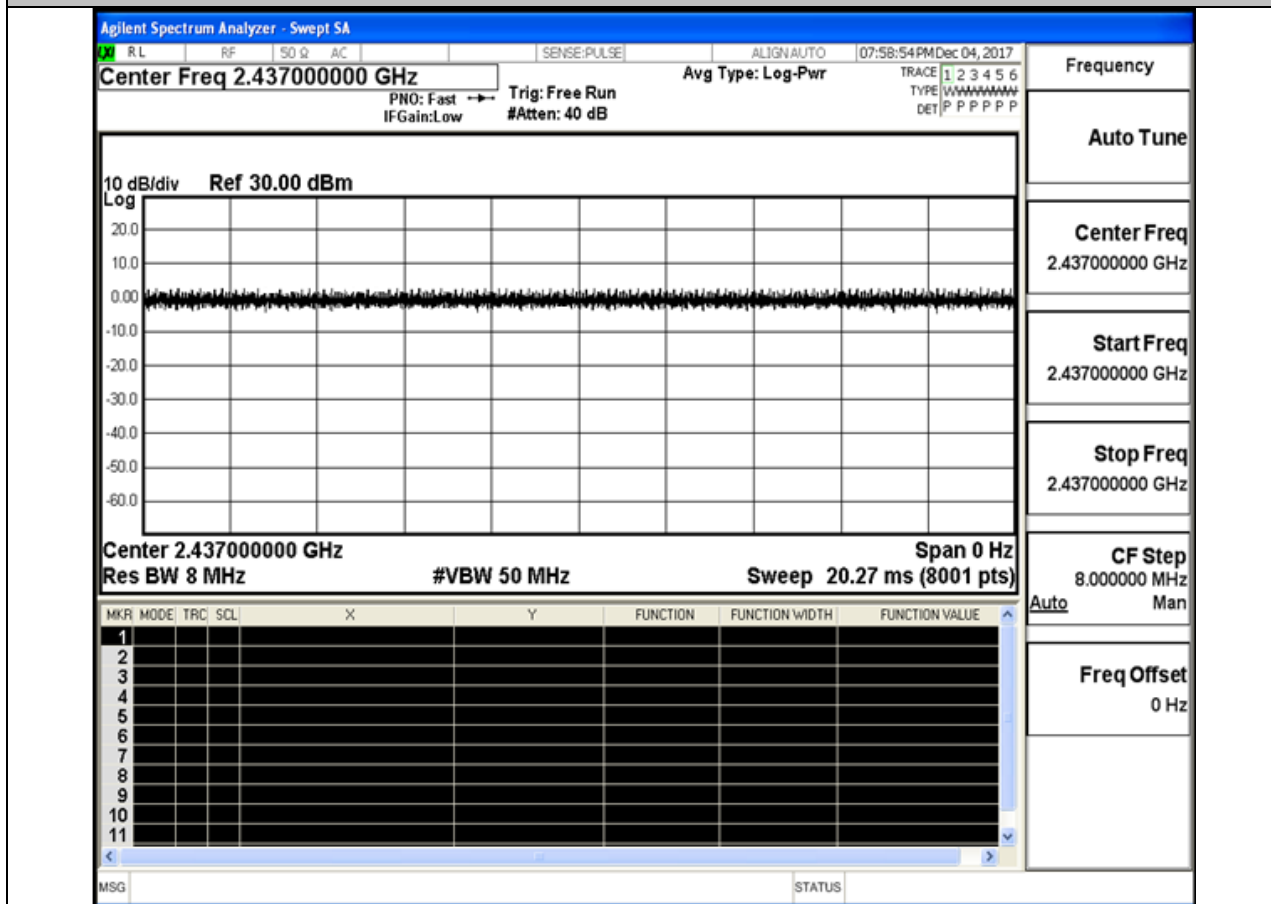 Agilent Spectrum Analyzer - Swept SA
LXI RL RF 50 Ω AC SENSE:PULSE ALIGNAUTO 07:58:54PMDec 04, 2017
Center Freq 2.437000000 GHz
PNO: Fast
IFGain:Low
Trig: Free Run
#Atten: 40 dB
Avg Type: Log-Pwr
TRACE 1 2 3 4 5 6
TYPE
DET P P P P P P
10 dB/div Ref 30.00 dBm
Log
20.0
10.0
0.00
-10.0
-20.0
-30.0
-40.0
-50.0
-60.0
Center 2.437000000 GHz Span 0 Hz
Res BW 8 MHz #VBW 50 MHz Sweep 20.27 ms (8001 pts)
MKR MODE TRC SCL X Y FUNCTION FUNCTION WIDTH FUNCTION VALUE
1
2
3
4
5
6
7
8
9
10
11
MSG STATUS
Frequency
Auto Tune
Center Freq
2.437000000 GHz
Start Freq
2.437000000 GHz
Stop Freq
2.437000000 GHz
CF Step
8.000000 MHz
Auto Man
Freq Offset
0 Hz